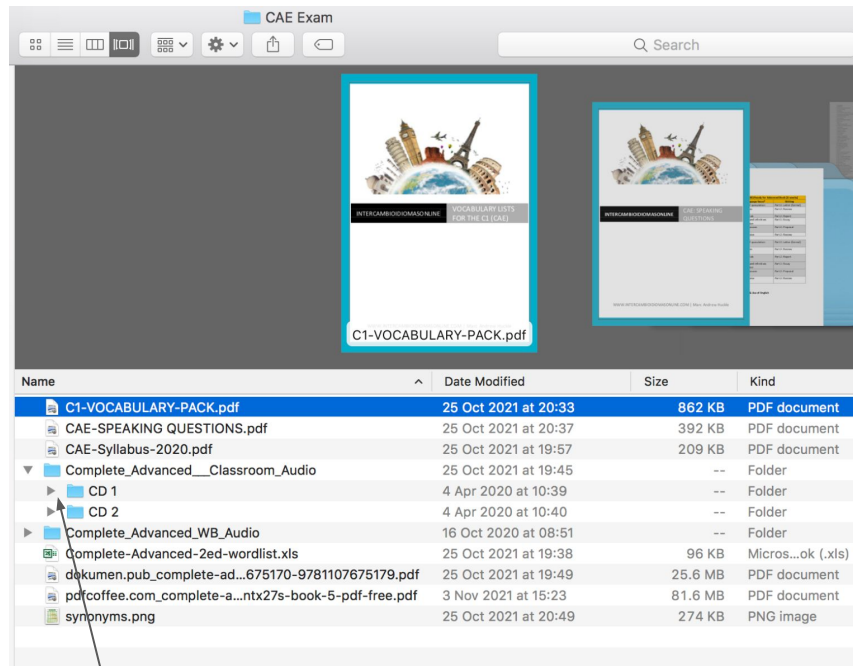 CAE Exam
Search
INTERCAMBIOIDIOMASONLINE
VOCABULARY LISTS
FOR THE C1 (CAE)
C1-VOCABULARY-PACK.pdf
INTERCAMBIOIDIOMASONLINE
CAE: SPEAKING
QUESTIONS
Name Date Modified Size Kind
C1-VOCABULARY-PACK.pdf 25 Oct 2021 at 20:33 862 KB PDF document
CAE-SPEAKING QUESTIONS.pdf 25 Oct 2021 at 20:37 392 KB PDF document
CAE-Syllabus-2020.pdf 25 Oct 2021 at 19:57 209 KB PDF document
Complete_Advanced__Classroom_Audio 25 Oct 2021 at 19:45 -- Folder
CD 1 4 Apr 2020 at 10:39 -- Folder
CD 2 4 Apr 2020 at 10:40 -- Folder
Complete_Advanced_WB_Audio 16 Oct 2020 at 08:51 -- Folder
Complete-Advanced-2ed-wordlist.xls 25 Oct 2021 at 19:38 96 KB Micros...ok (.xls)
dokumen.pub_complete-ad...675170-9781107675179.pdf 25 Oct 2021 at 19:49 25.6 MB PDF document
pdfcoffee.com_complete-a...ntx27s-book-5-pdf-free.pdf 3 Nov 2021 at 15:23 81.6 MB PDF document
synonyms.png 25 Oct 2021 at 20:49 274 KB PNG image